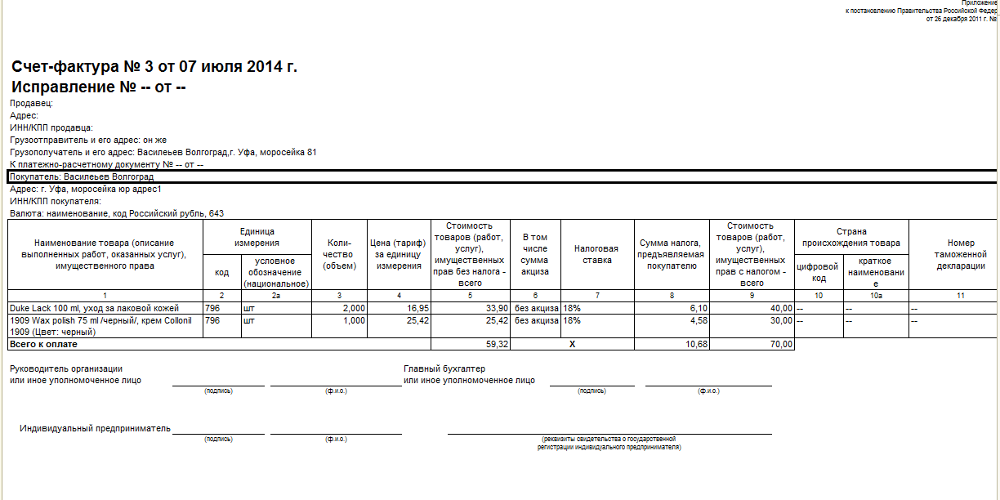 Приложение
к постановлению Правительства Российской Федер
от 26 декабря 2011 г. №
Счет-фактура № 3 от 07 июля 2014 г.
Исправление № -- от --
Продавец:
Адрес:
ИНН/КПП продавца:
Грузоотправитель и его адрес: он же
Грузополучатель и его адрес: Василеьев Волгоград,г. Уфа, моросейка 81
К платежно-расчетному документу № -- от --
Покупатель: Василеьев Волгоград
Адрес: г. Уфа, моросейка юр адрес1
ИНН/КПП покупателя:
Валюта: наименование, код Российский рубль, 643
Наименование товара (описание
выполненных работ, оказанных услуг),
имущественного права
Единица
измерения
код
условное
обозначение
(национальное)
Коли-
чество
(объем)
Цена (тариф)
за единицу
измерения
Стоимость
товаров (работ,
услуг),
имущественных
прав без налога -
всего
В том
числе
сумма
акциза
Налоговая
ставка
Сумма налога,
предъявляемая
покупателю
Стоимость
товаров (работ,
услуг),
имущественных
прав с налогом -
всего
Страна
происхождения товара
цифровой
код
краткое
наименовани
е
Номер
таможенной
декларации
1 2 2а 3 4 5 6 7 8 9 10 10а 11
Duke Lack 100 ml, уход за лаковой кожей 796 шт 2,000 16,95 33,90 без акциза 18% 6,10 40,00 -- -- --
1909 Wax polish 75 ml /черный/, крем Collonil 796 шт 1,000 25,42 25,42 без акциза 18% 4,58 30,00 -- -- --
1909 (Цвет: черный)
Всего к оплате 59,32 Х 10,68 70,00
Руководитель организации Главный бухгалтер
или иное уполномоченное лицо или иное уполномоченное лицо
(подпись) (ф.и.о.) (подпись) (ф.и.о.)
Индивидуальный предприниматель
(подпись) (ф.и.о.) (реквизиты свидетельства о государственной
регистрации индивидуального предпринимателя)